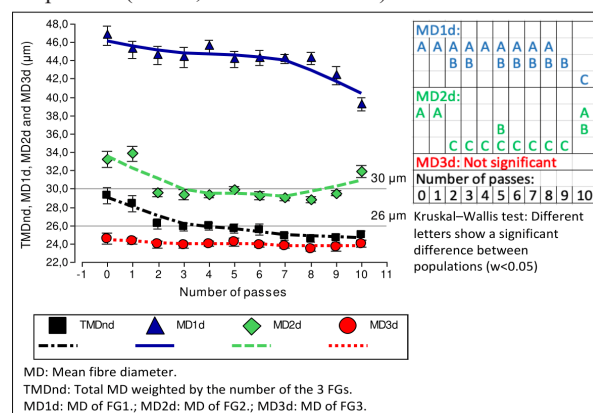 TMDnd, MD1d, MD2d and MD3d (µm)
48,0
46,0
44,0
42,0
40,0
38,0
36,0
34,0
32,0
30,0
28,0
26,0
24,0
22,0
30 µm
26 µm
-1 0 1 2 3 4 5 6 7 8 9 10 11
Number of passes
TMDnd MD1d MD2d MD3d
MD1d:
A A A A A A A A A
B B B B B B B
C
MD2d:
A A A
B B
C C C C C C C C
MD3d: Not significant
Number of passes:
0 1 2 3 4 5 6 7 8 9 10
Kruskal–Wallis test: Different
letters show a significant
difference between
populations (w<0.05)
MD: Mean fibre diameter.
TMDnd: Total MD weighted by the number of the 3 FGs.
MD1d: MD of FG1.; MD2d: MD of FG2.; MD3d: MD of FG3.